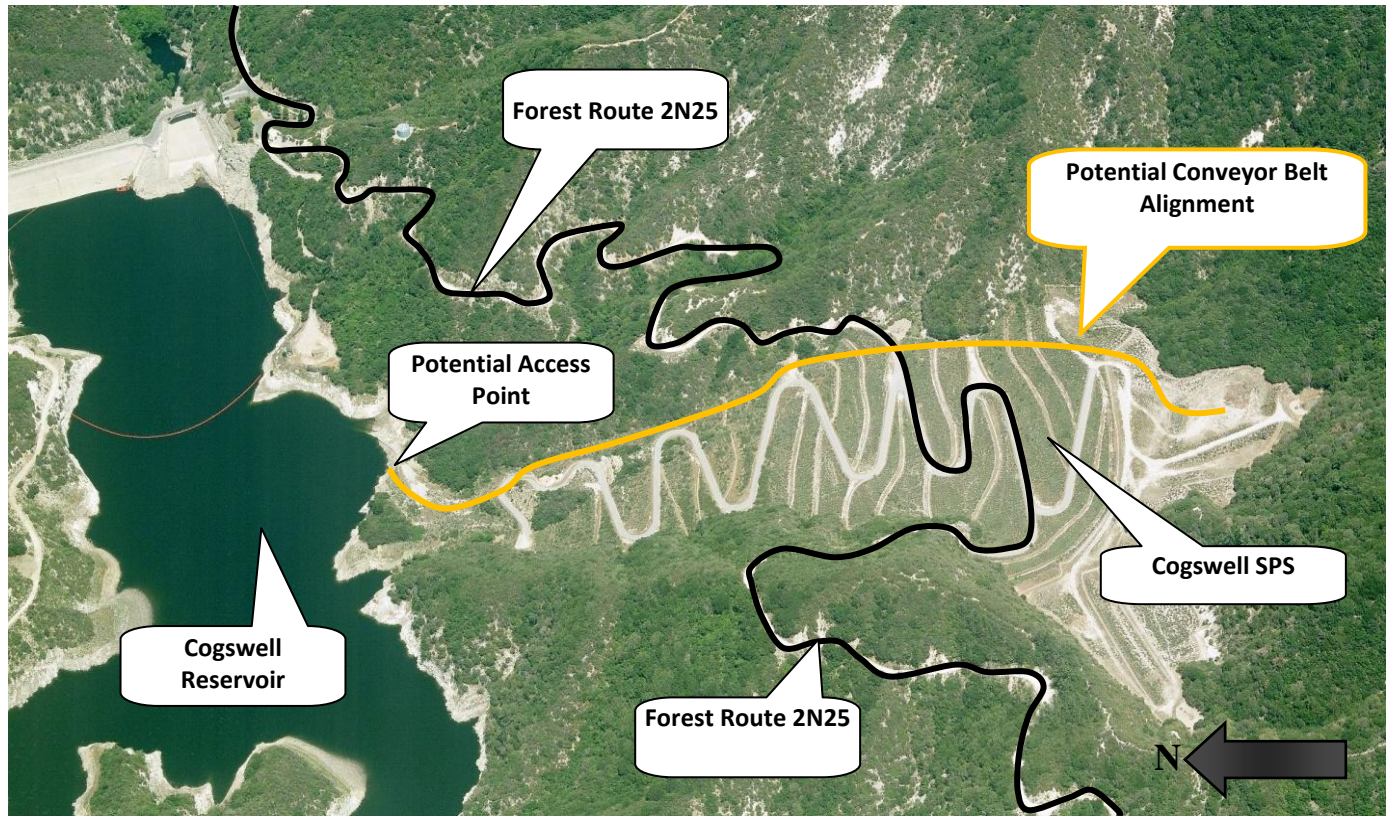 Forest Route 2N25
Potential Conveyor Belt
Alignment
Potential Access
Point
Cogswell SPS
Cogswell
Reservoir
Forest Route 2N25
N